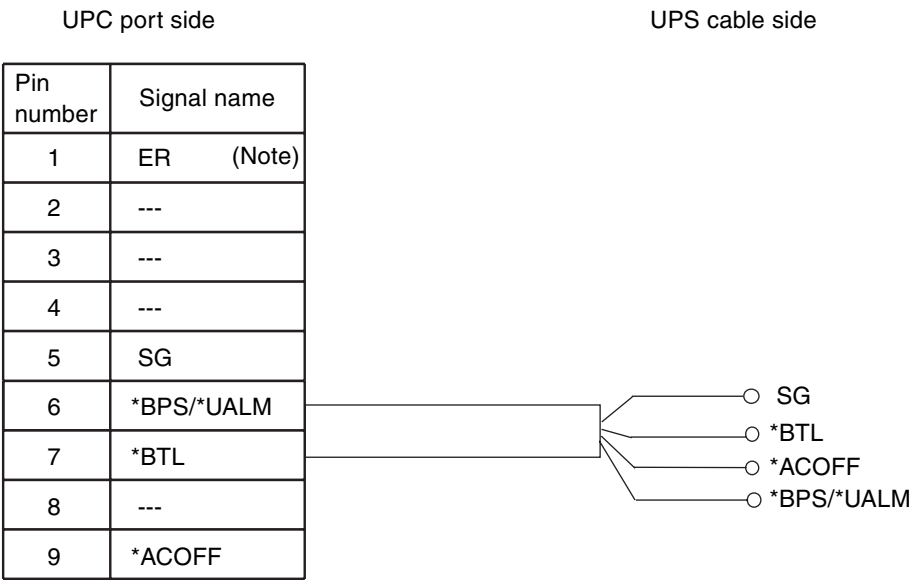 UPC port side
UPS cable side
Pin number
Signal name
1 ER (Note)
2 ---
3 ---
4 ---
5 SG
6 *BPS/*UALM
7 *BTL
8 ---
9 *ACOFF
SG
*BTL
*ACOFF
*BPS/*UALM